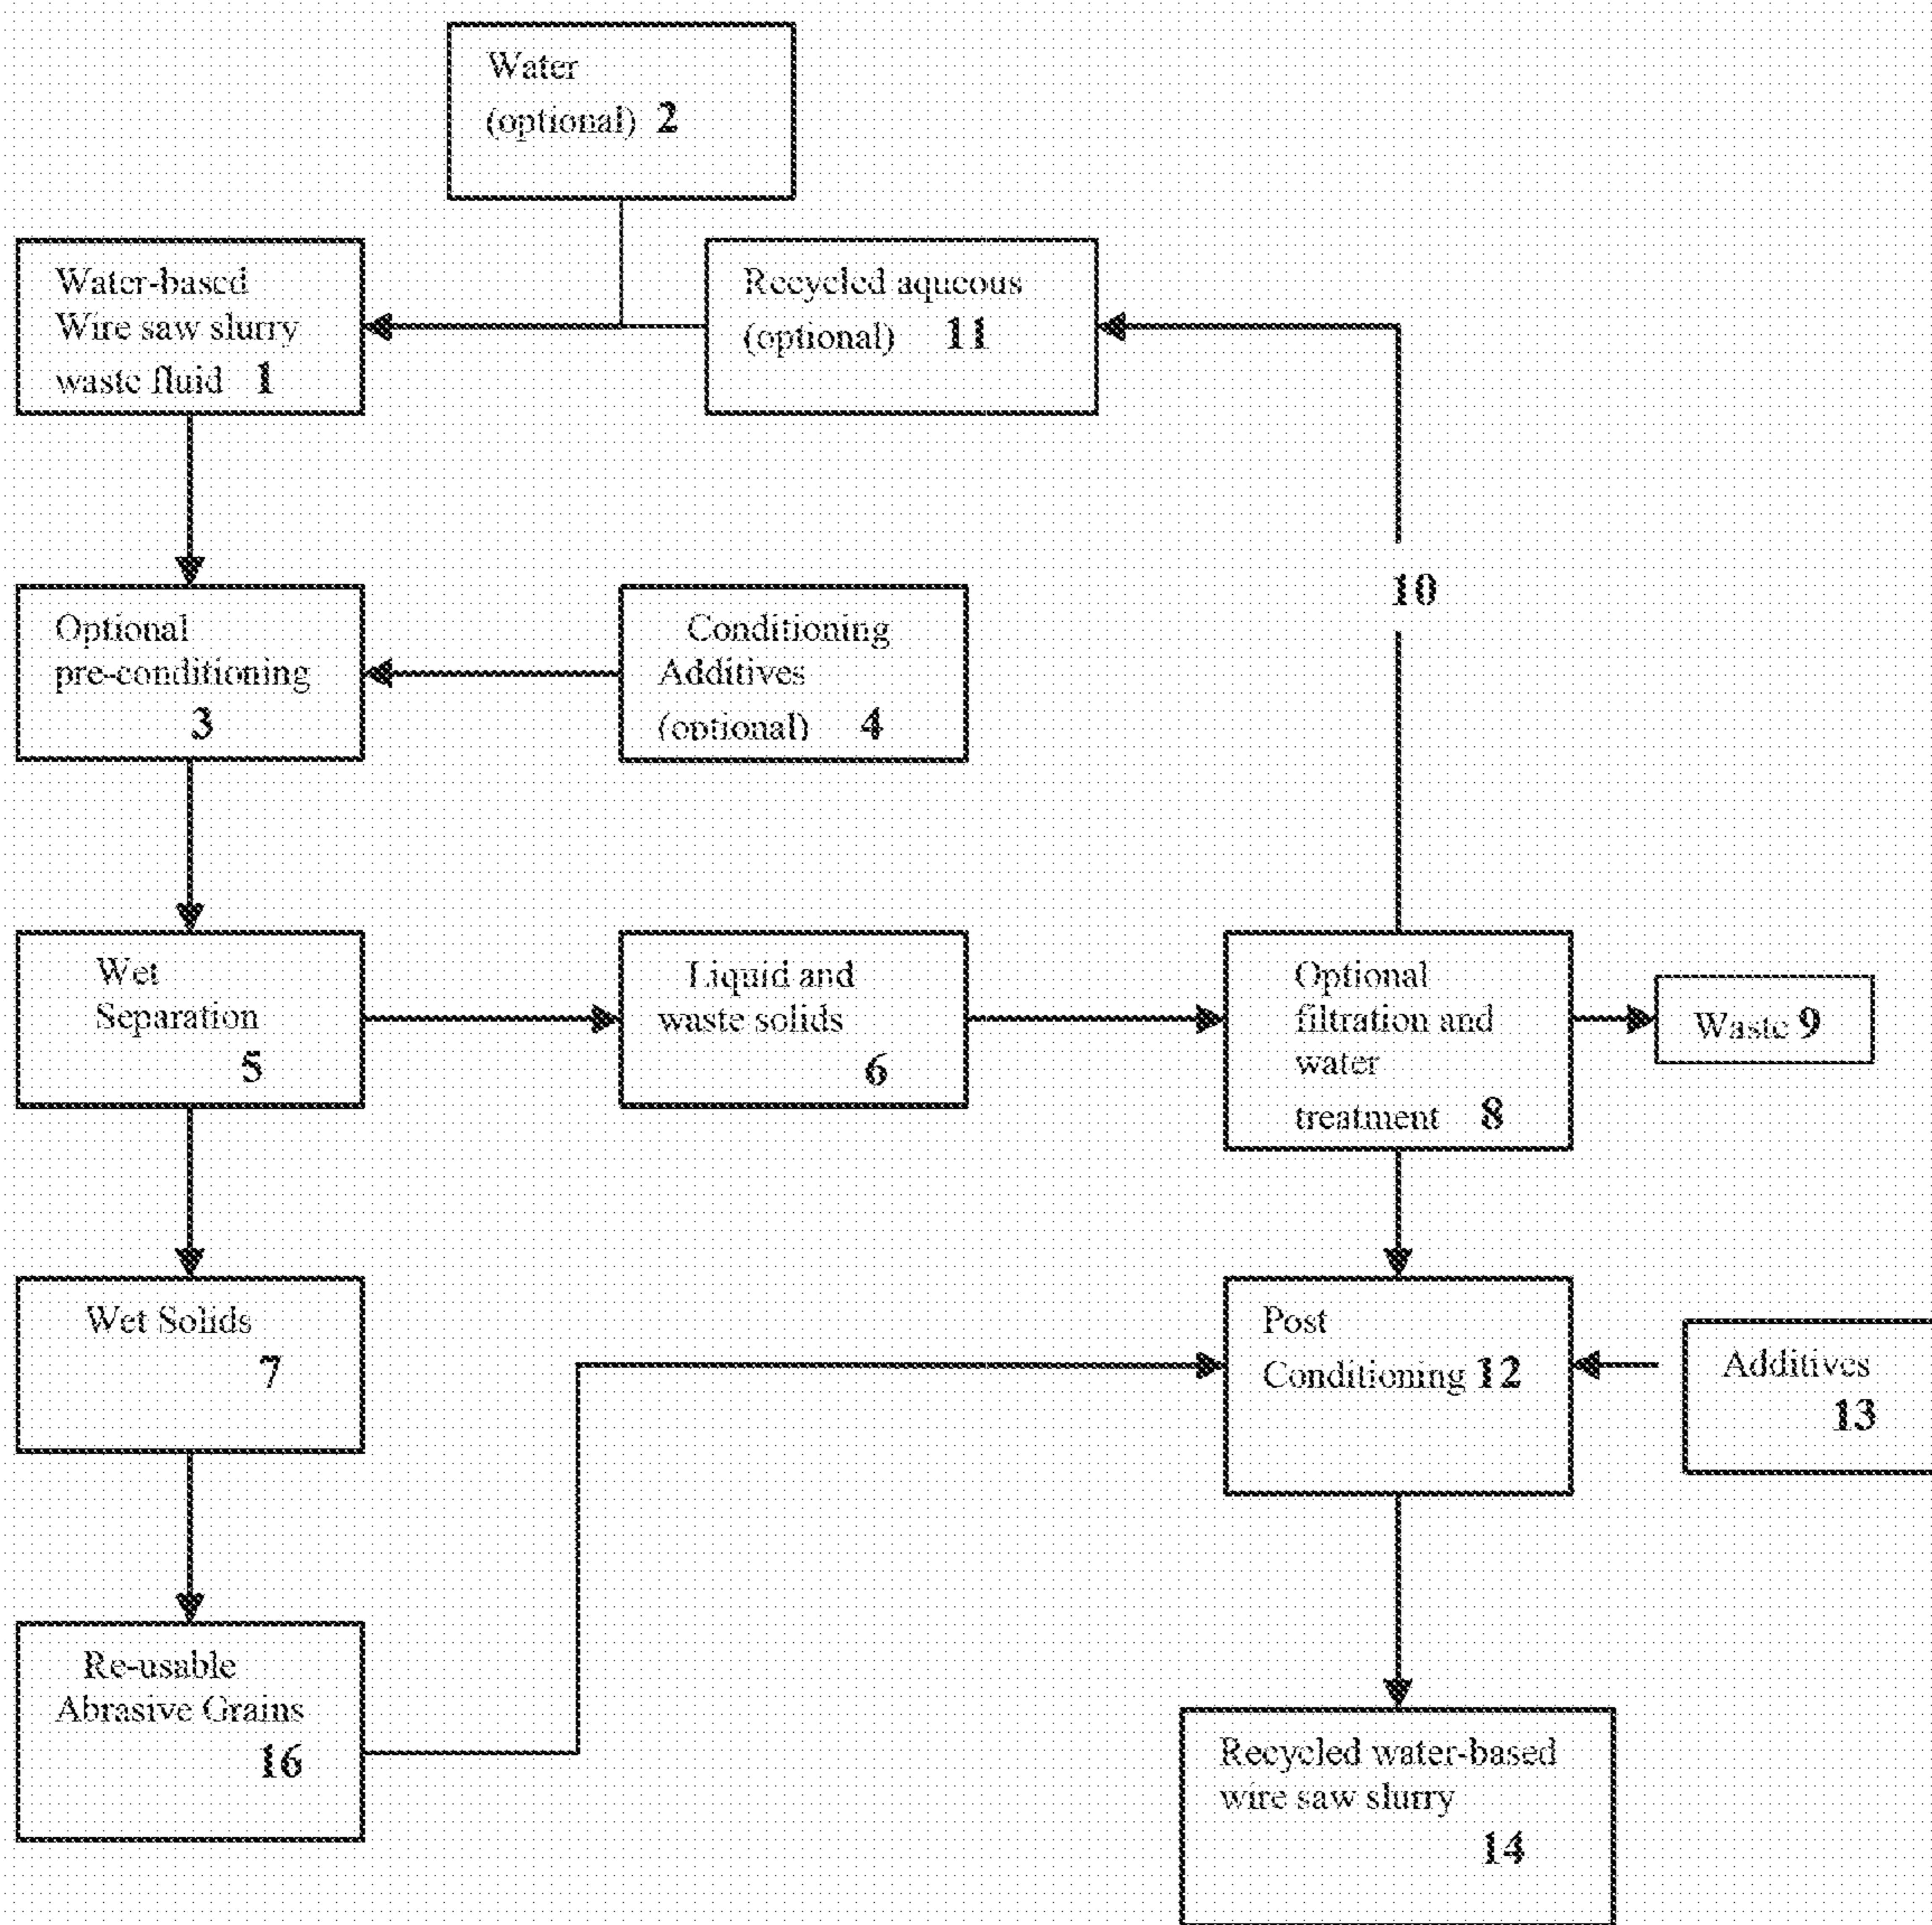 Water
(optional) 2
Water-based
Wire saw slurry
waste fluid 1
Recycled aqueous
(optional) 11
Optional
pre-conditioning
3
Conditioning
Additives
(optional) 4
10
Wet
Separation
5
Liquid and
waste solids
6
Optional
filtration and
water
treatment 8
Waste 9
Wet Solids
7
Post
Conditioning 12
Additives
13
Re-usable
Abrasive Grains
16
Recycled water-based
wire saw slurry
14